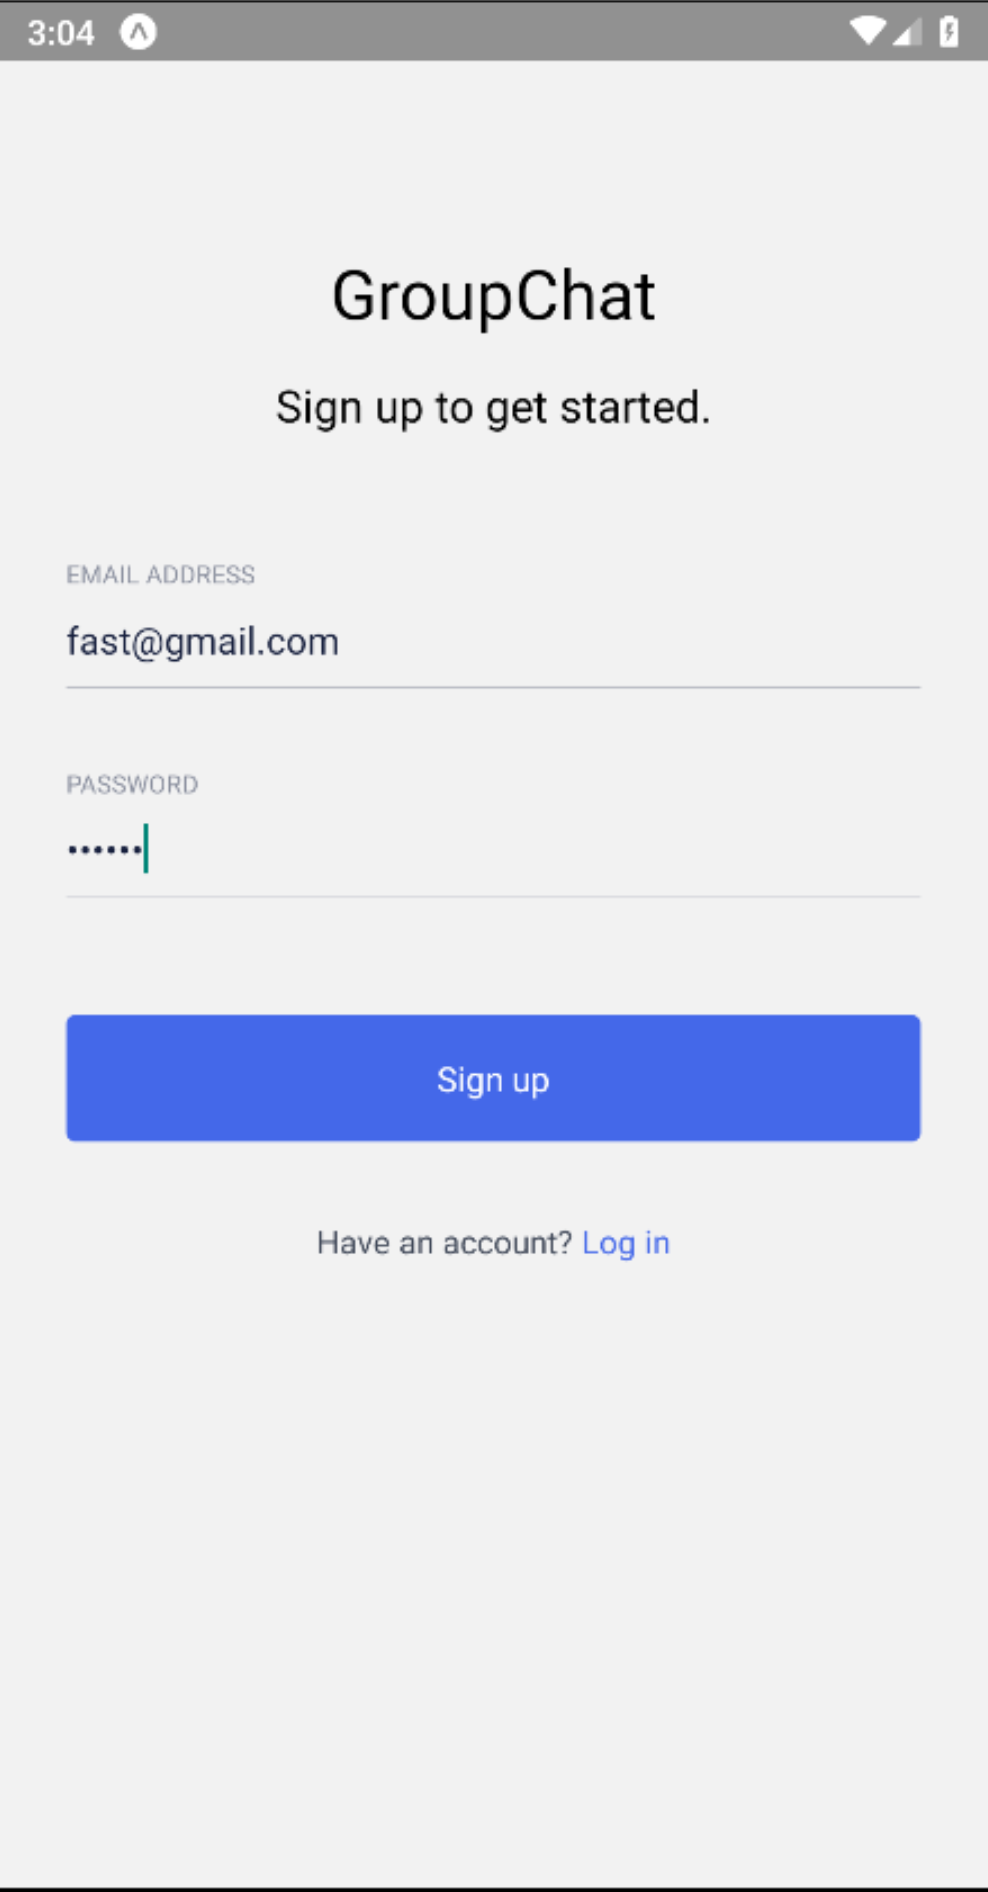 3:04
GroupChat
Sign up to get started.
EMAIL ADDRESS
fast@gmail.com
PASSWORD
••••••
Sign up
Have an account? Log in